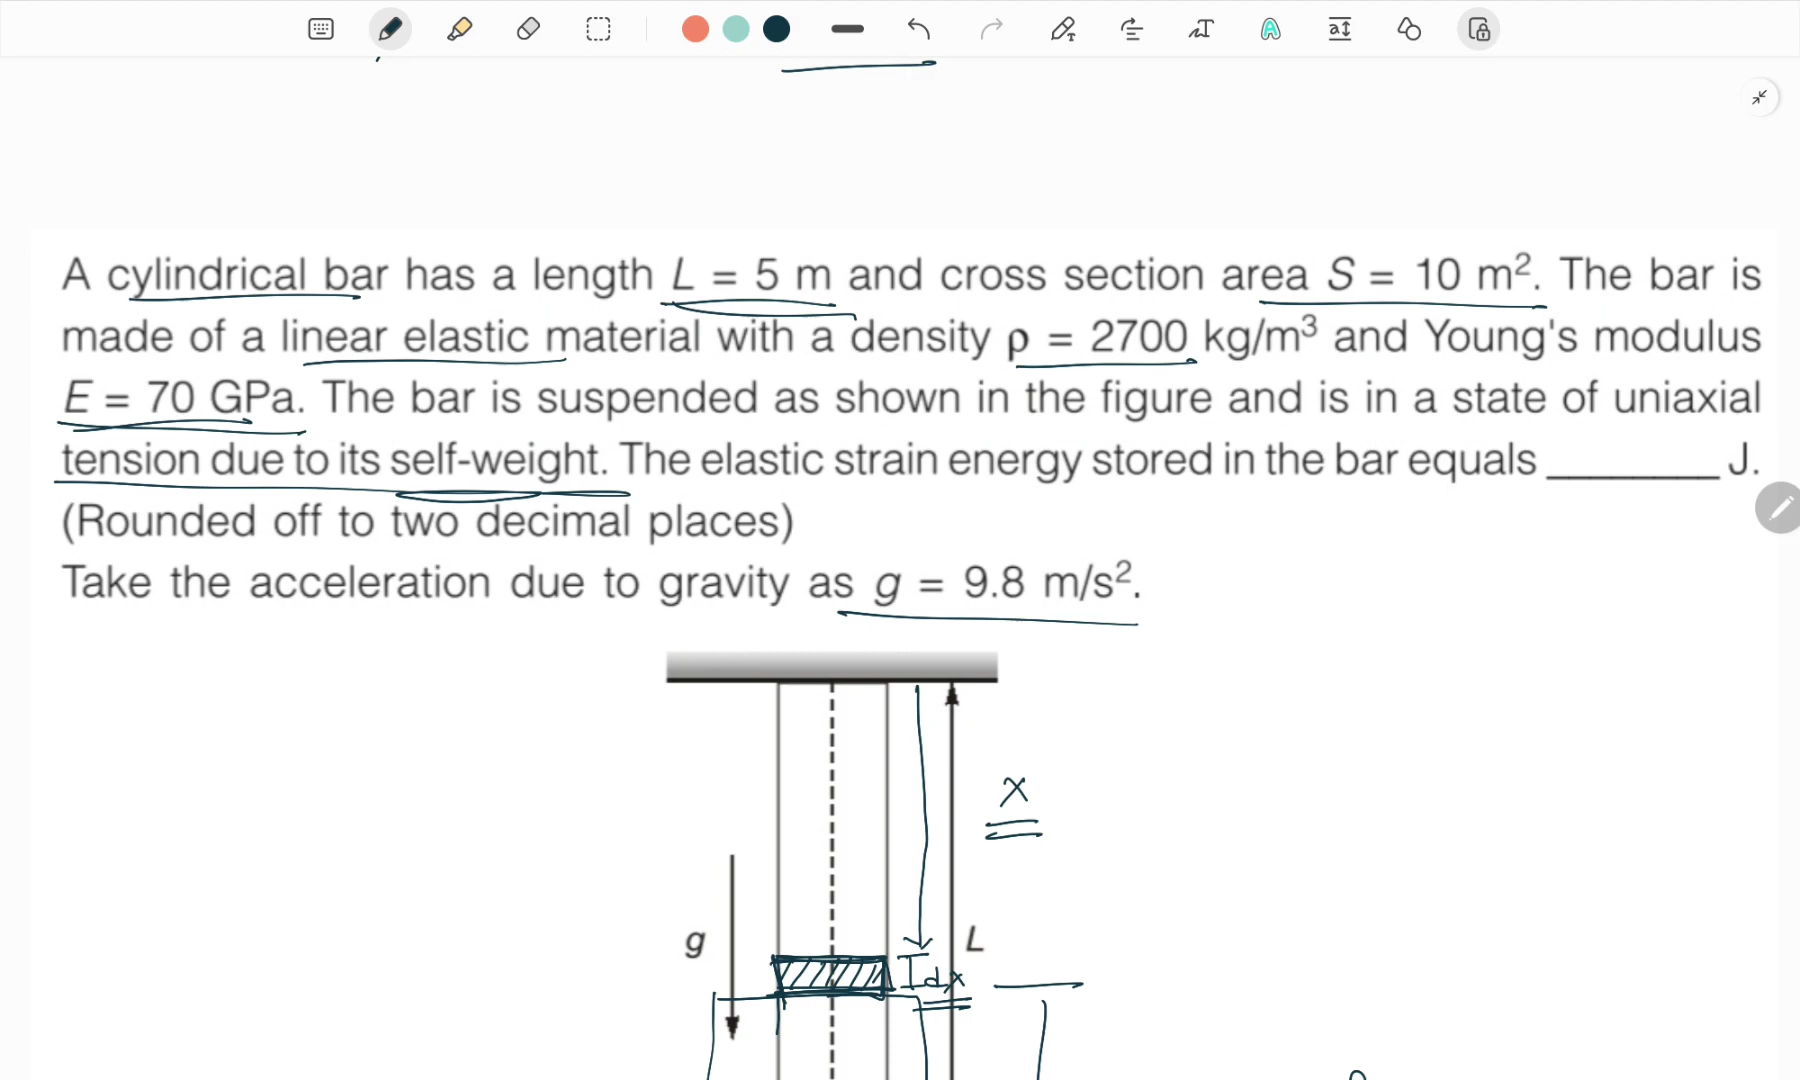 A cylindrical bar has a length L = 5 m and cross section area S = 10 m². The bar is
made of a linear elastic material with a density ρ = 2700 kg/m³ and Young's modulus
E = 70 GPa. The bar is suspended as shown in the figure and is in a state of uniaxial
tension due to its self-weight. The elastic strain energy stored in the bar equals ________ J.
(Rounded off to two decimal places)
Take the acceleration due to gravity as g = 9.8 m/s².
x
g
L
dx